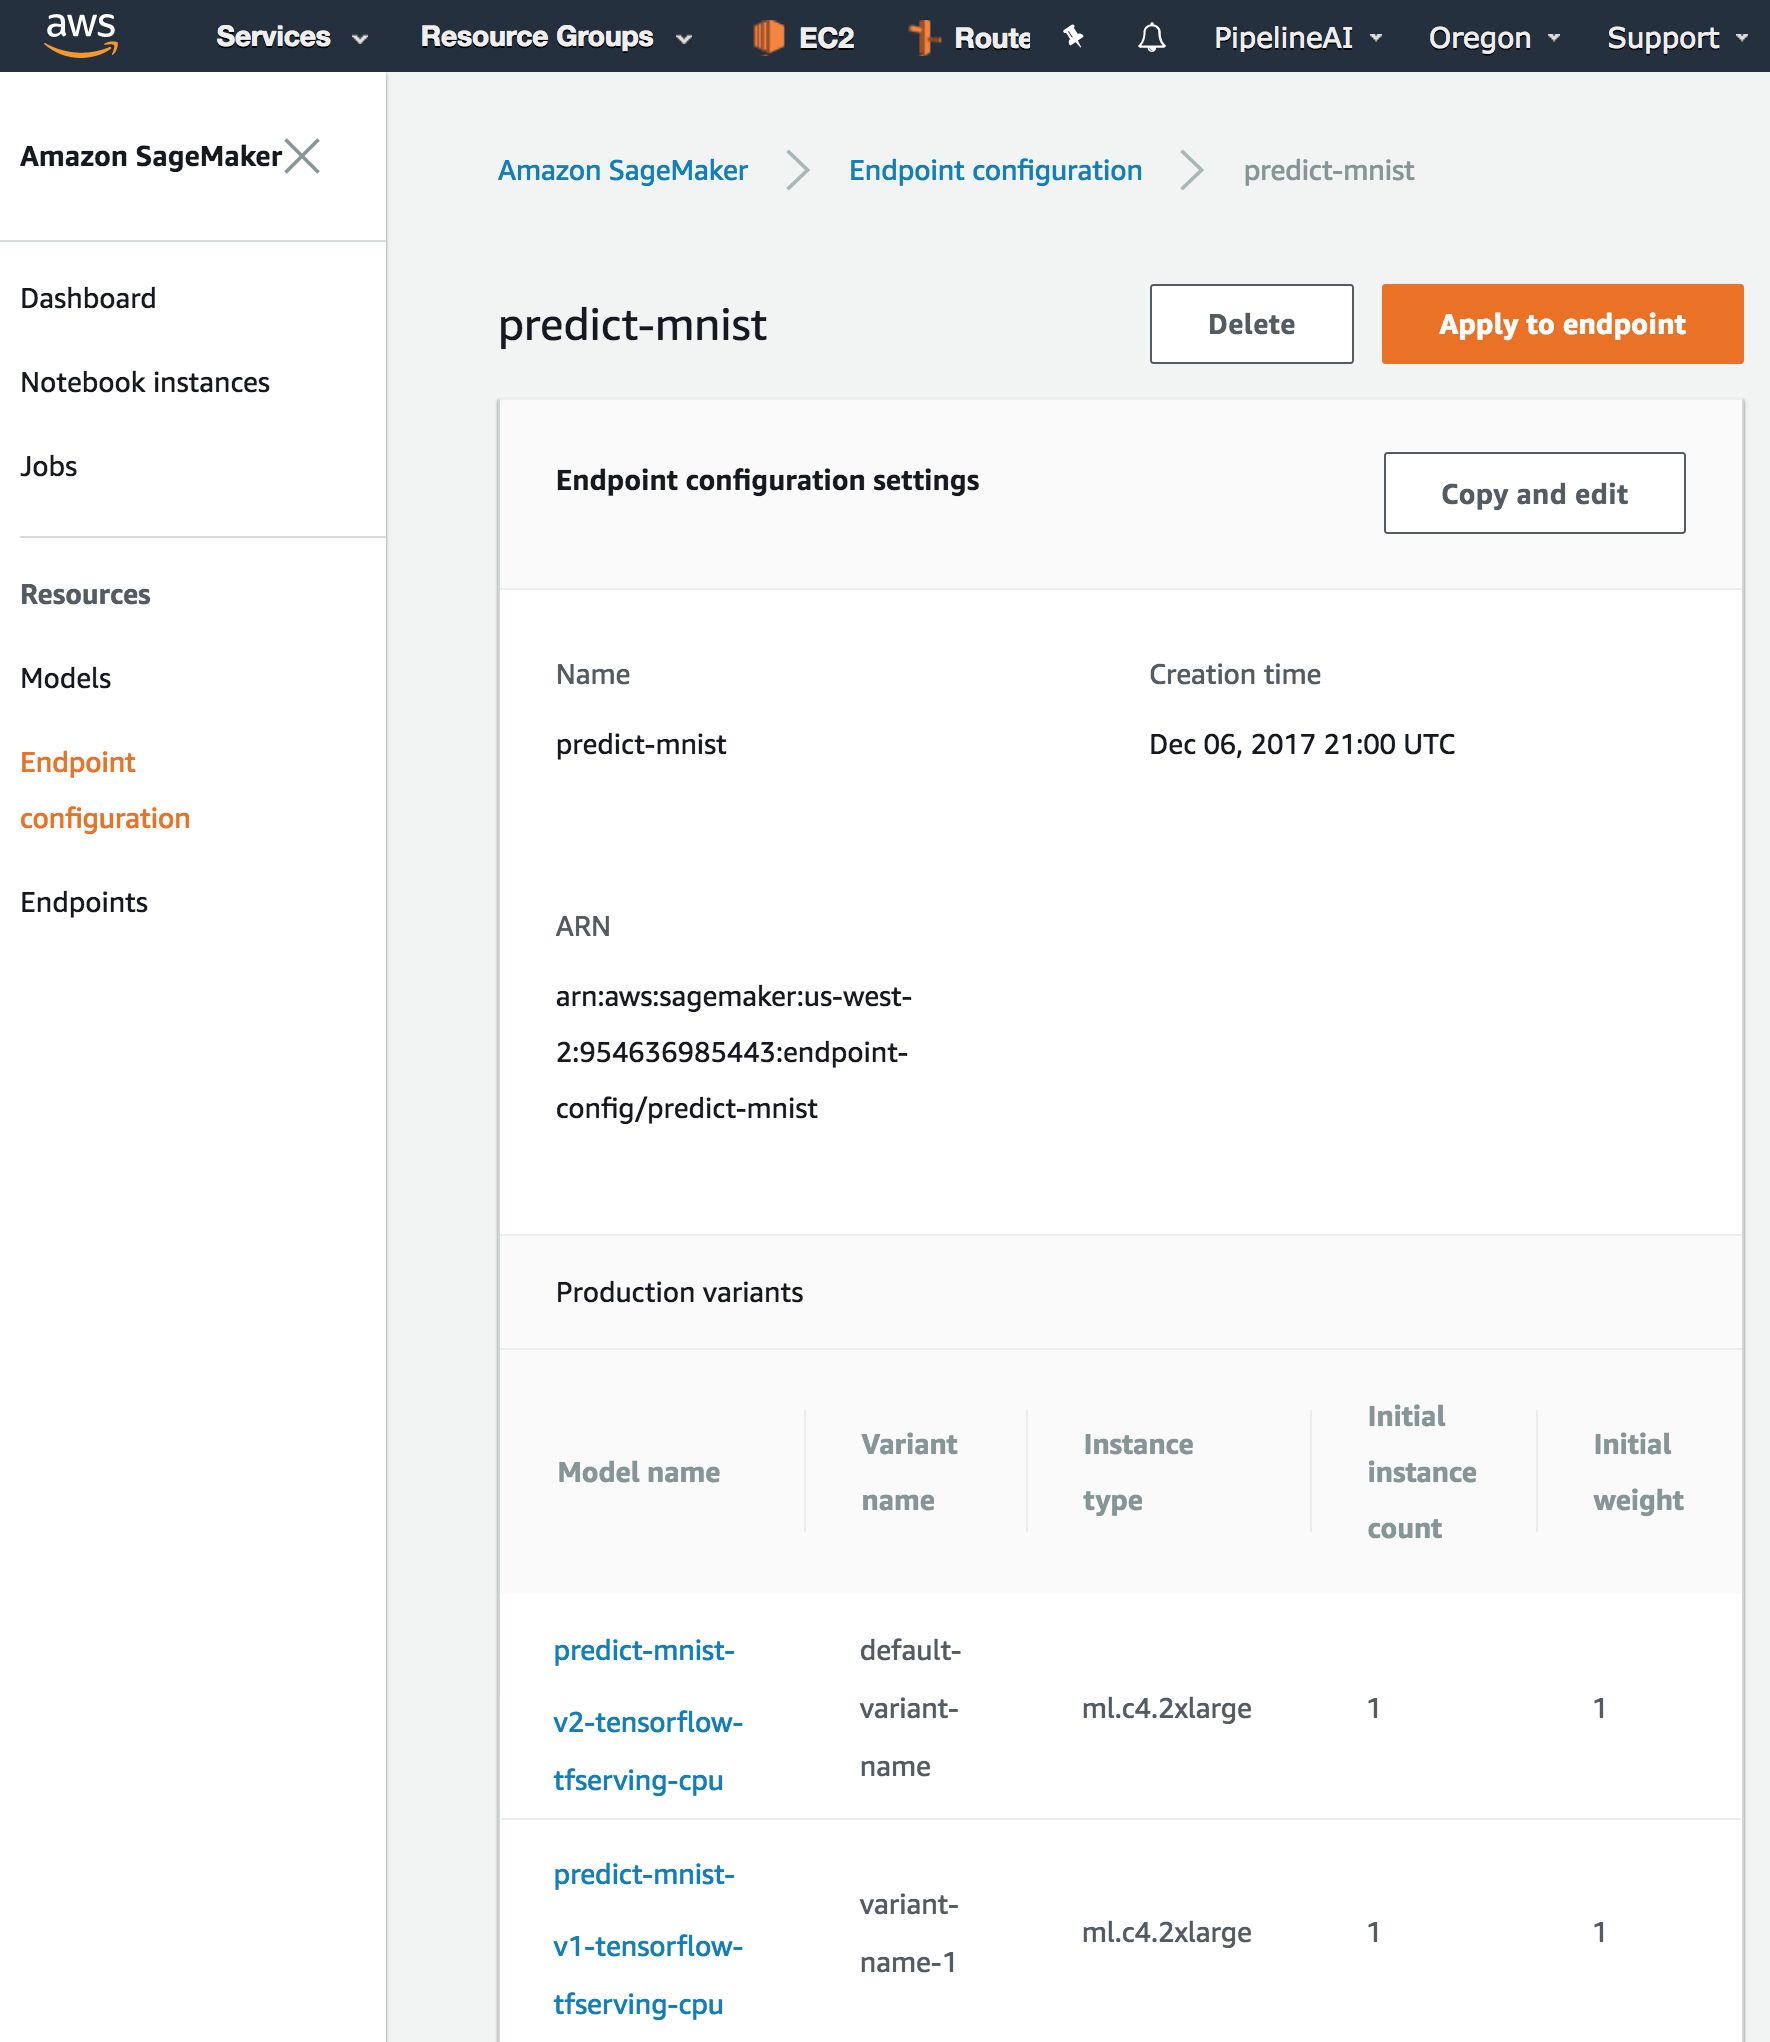 aws Services Resource Groups EC2 Route PipelineAI Oregon Support
Amazon SageMaker
Dashboard
Notebook instances
Jobs
Resources
Models
Endpoint
configuration
Endpoints
Amazon SageMaker Endpoint configuration predict-mnist
predict-mnist Delete Apply to endpoint
Endpoint configuration settings Copy and edit
Name
predict-mnist
Creation time
Dec 06, 2017 21:00 UTC
ARN
arn:aws:sagemaker:us-west-
2:954636985443:endpoint-
config/predict-mnist
Production variants
Model name
Variant
name
Instance
type
Initial
instance
count
Initial
weight
predict-mnist-
v2-tensorflow-
tfserving-cpu
default-
variant-
name
ml.c4.2xlarge
1
1
predict-mnist-
v1-tensorflow-
tfserving-cpu
variant-
name-1
ml.c4.2xlarge
1
1